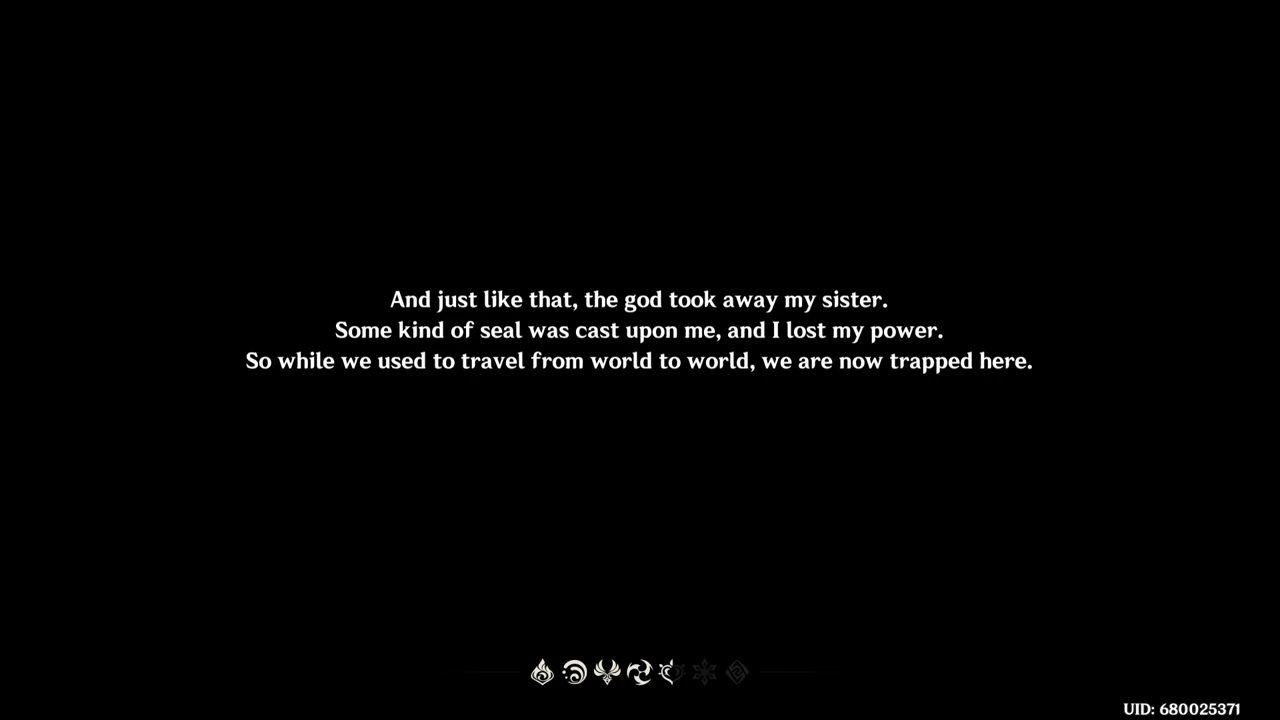 And just like that, the god took away my sister.
Some kind of seal was cast upon me, and I lost my power.
So while we used to travel from world to world, we are now trapped here.
UID: 680025371